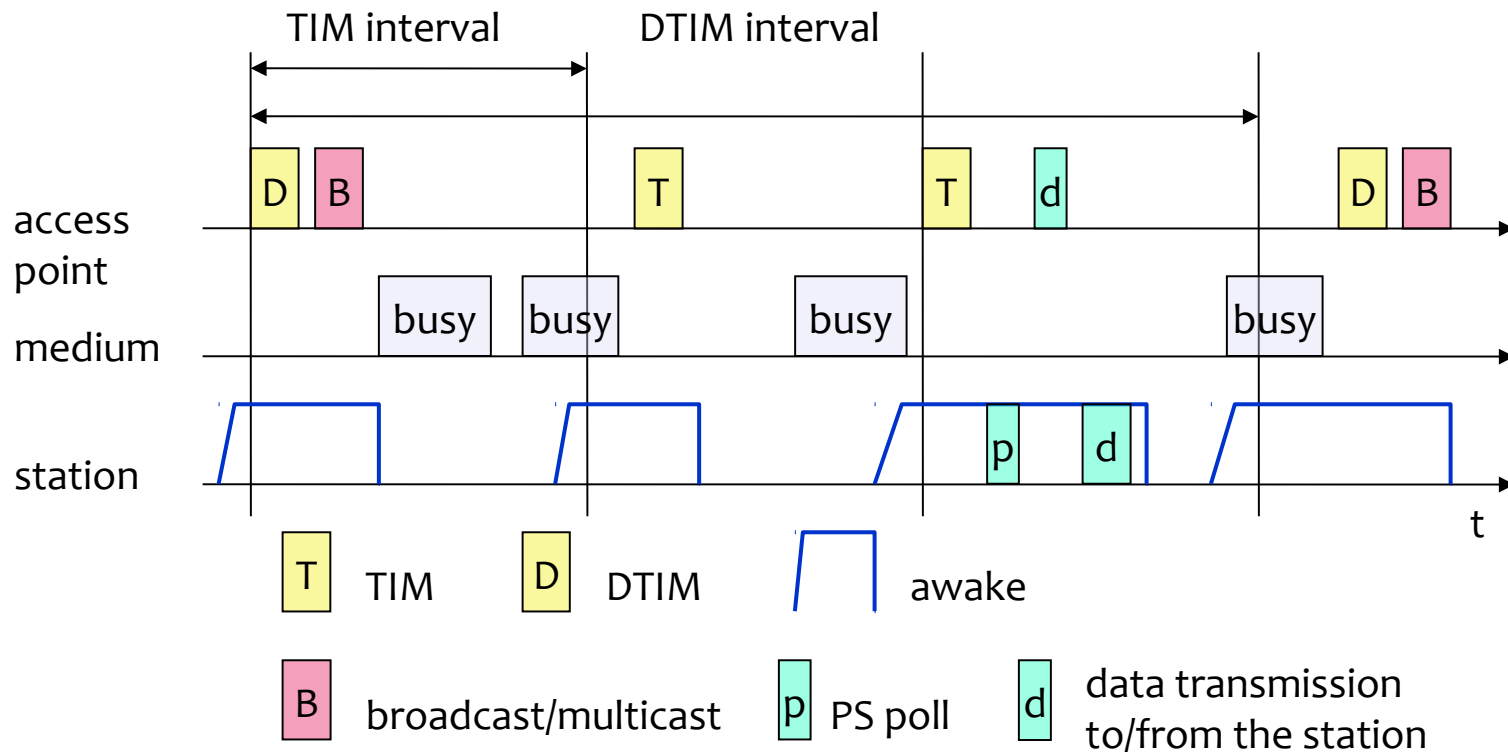 TIM interval DTIM interval
D B T T d D B
access
point
busy busy busy busy
medium
p d
station
t
T TIM D DTIM awake
B broadcast/multicast p PS poll d data transmission
to/from the station